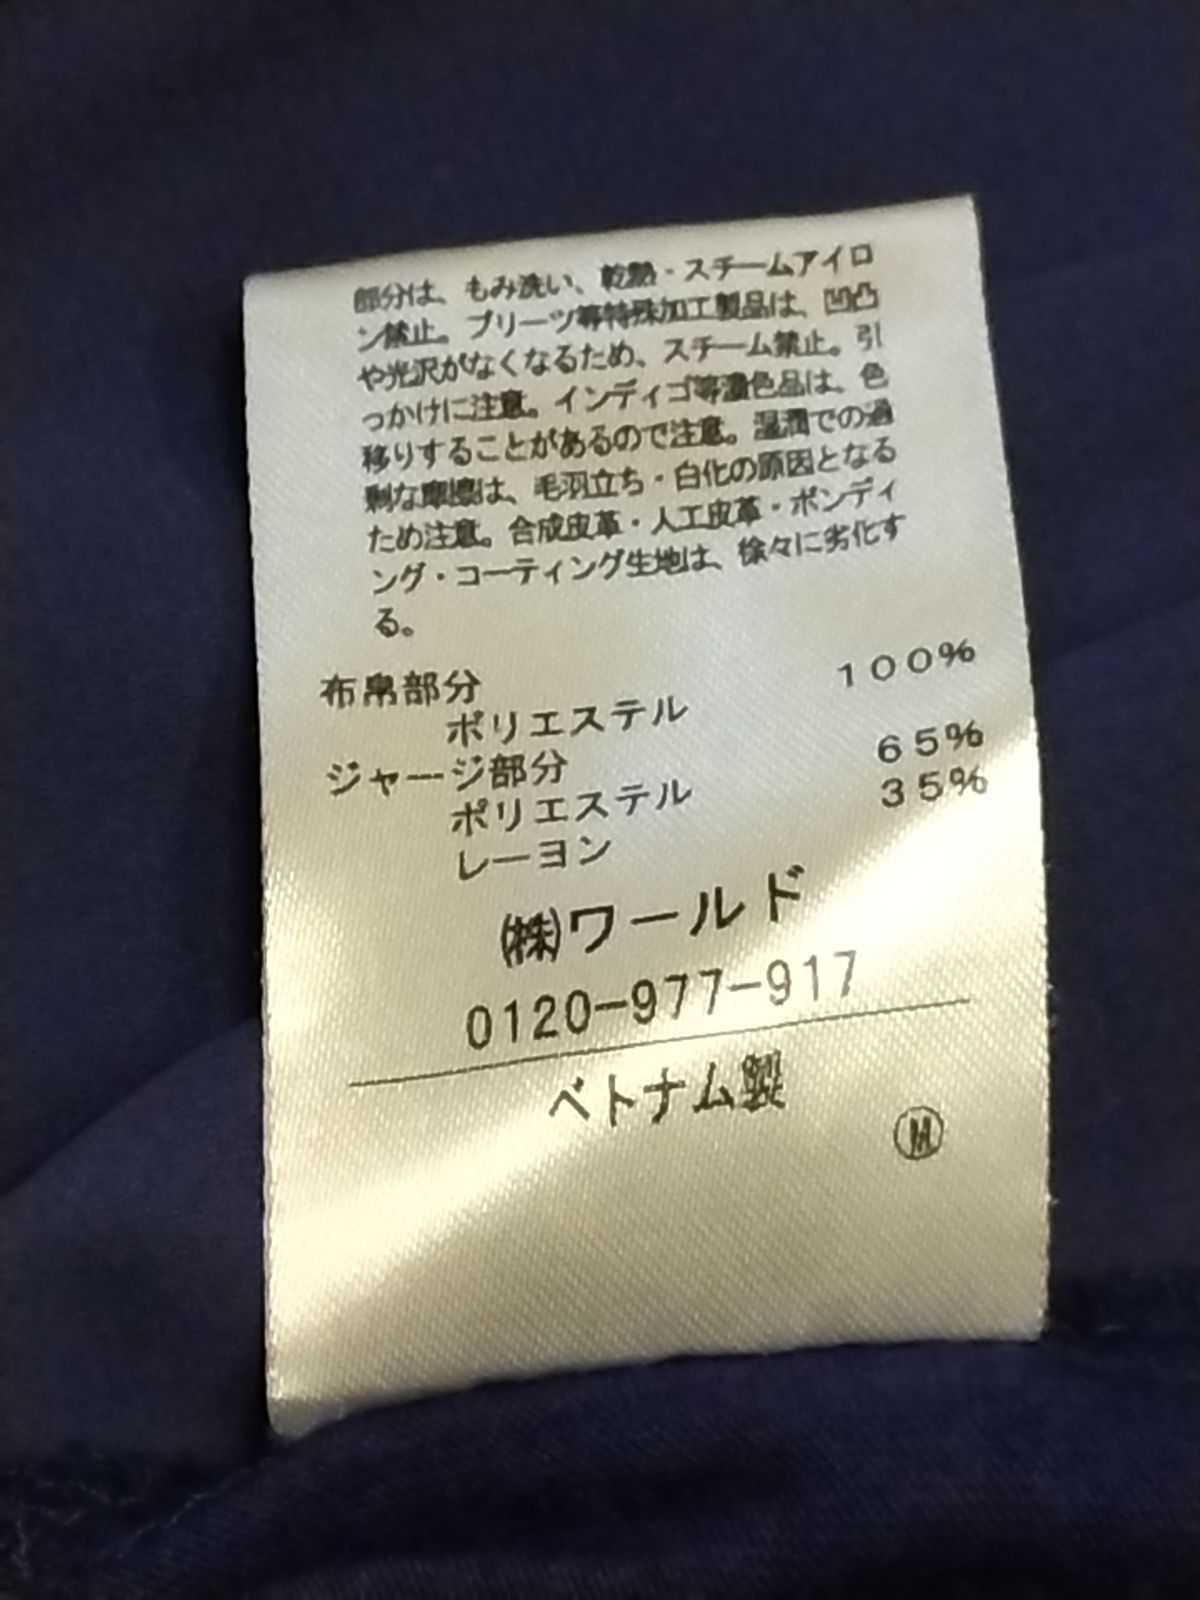 部分は、もみ洗い、乾熱・スチームアイロ
ン禁止。プリーツ等特殊加工製品は、凹凸
や光沢がなくなるため、スチーム禁止。引
っかけに注意。インディゴ等濃色品は、色
移りすることがあるので注意。湿潤での過
剰な摩擦は、毛羽立ち・白化の原因となる
ため注意。合成皮革・人工皮革・ボンディ
ング・コーティング生地は、徐々に劣化す
る。
布帛部分
ポリエステル 100%
ジャージ部分
ポリエステル 65%
レーヨン 35%
㈱ワールド
0120-977-917
ベトナム製
Ⓜ